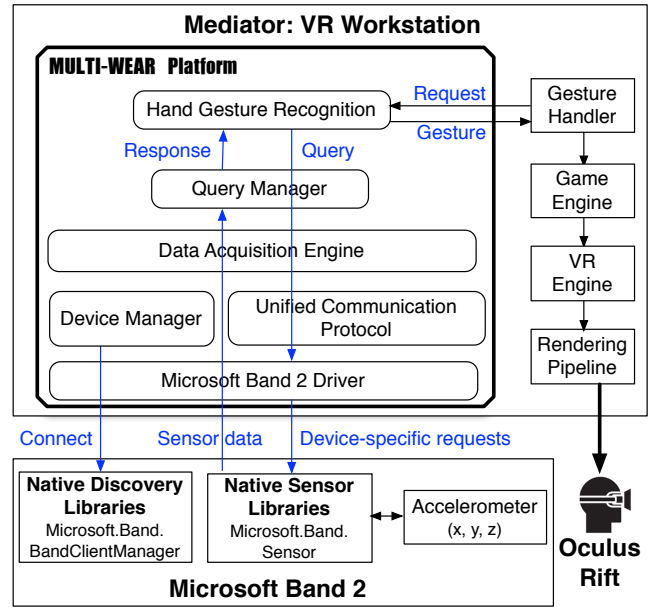 Mediator: VR Workstation
MULTI-WEAR Platform
Hand Gesture Recognition
Request
Gesture
Gesture
Handler
Response
Query
Query Manager
Game
Engine
Data Acquisition Engine
VR
Engine
Device Manager
Unified Communication
Protocol
Rendering
Pipeline
Microsoft Band 2 Driver
Connect
Sensor data
Device-specific requests
Native Discovery
Libraries
Microsoft.Band.
BandClientManager
Native Sensor
Libraries
Microsoft.Band.
Sensor
Accelerometer
(x, y, z)
Oculus
Rift
Microsoft Band 2